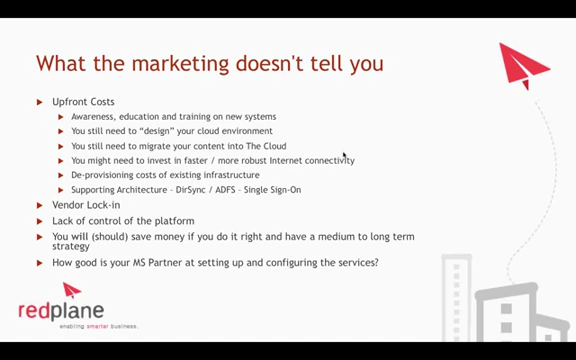 What the marketing doesn't tell you
Upfront Costs
Awareness, education and training on new systems
You still need to “design” your cloud environment
You still need to migrate your content into The Cloud
You might need to invest in faster / more robust Internet connectivity
De-provisioning costs of existing infrastructure
Supporting Architecture – DirSync / ADFS – Single Sign-On
Vendor Lock-in
Lack of control of the platform
You will (should) save money if you do it right and have a medium to long term
strategy
How good is your MS Partner at setting up and configuring the services?
redplane
enabling smarter business.